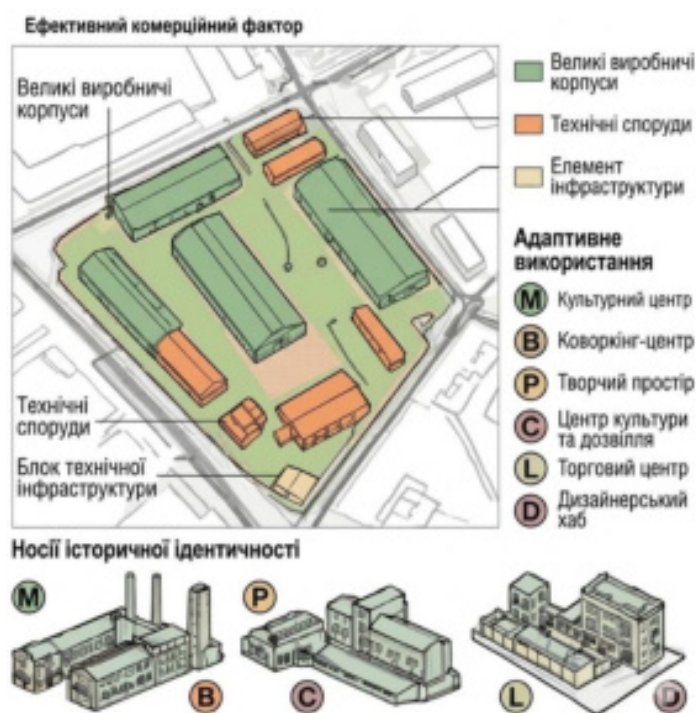 Ефективний комерційний фактор
Великі виробничі
корпуси
Технічні
споруди
Блок технічної
інфраструктури
Великі виробничі
корпуси
Технічні споруди
Елемент
інфраструктури
Адаптивне
використання
M Культурний центр
B Коворкінг-центр
P Творчий простір
C Центр культури
та дозвілля
L Торговий центр
D Дизайнерський
хаб
Носії історичної ідентичності
M
P
B
C
L
D